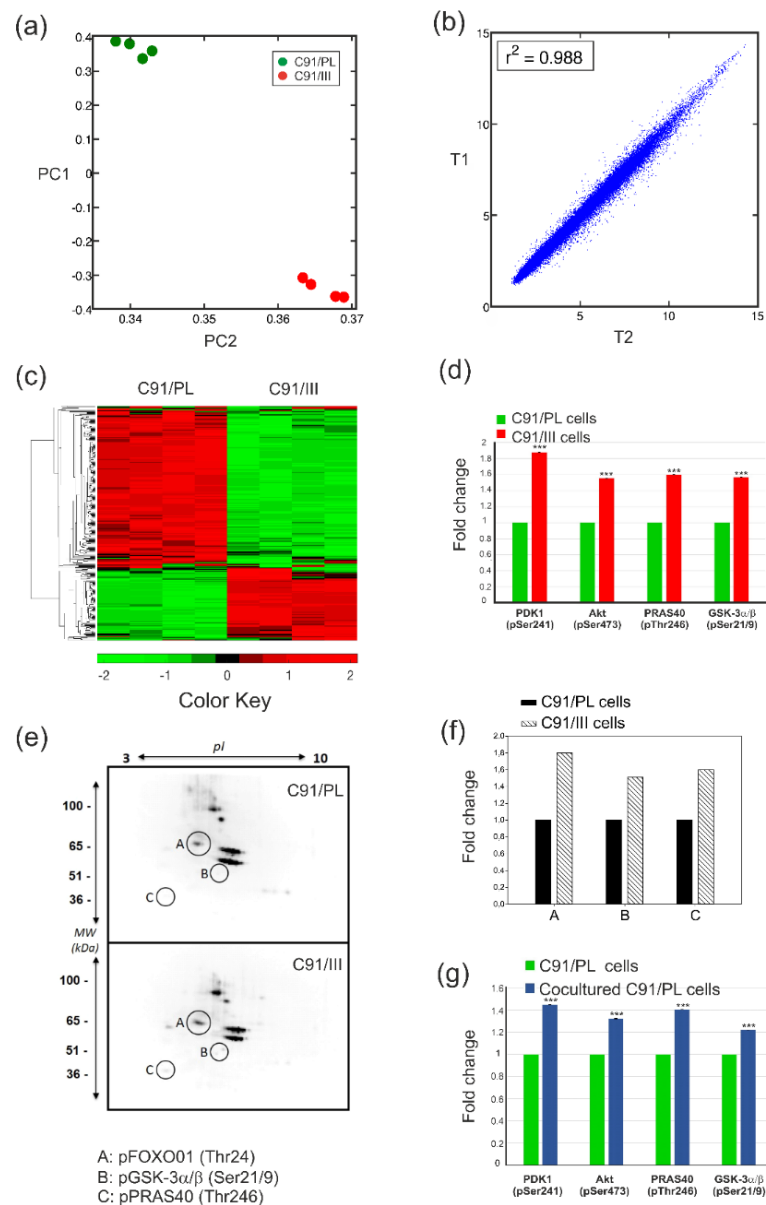 (a)
0.4
0.3
0.2
0.1
PC1 0
-0.1
-0.2
-0.3
-0.4
0.34 0.35 0.36 0.37
PC2
C91/PL
C91/III
(b)
r² = 0.988
15
10
T1
5
0
5 10 15
T2
(c)
C91/PL C91/III
-2 -1 0 1 2
Color Key
(d)
C91/PL cells
C91/III cells
Fold change
2
1.8
1.6
1.4
1.2
1
0.8
0.6
0.4
0.2
0
*** *** *** ***
PDK1 Akt PRAS40 GSK-3α/β
(pSer241) (pSer473) (pThr246) (pSer21/9)
(e)
3 pI 10
C91/PL
100 -
65 -
51 -
36 -
A
B
C
MW
(kDa)
C91/III
100 -
65 -
51 -
36 -
A
B
C
A: pFOXO01 (Thr24)
B: pGSK-3α/β (Ser21/9)
C: pPRAS40 (Thr246)
(f)
C91/PL cells
C91/III cells
Fold change
2,0
1,8
1,6
1,4
1,2
1,0
0,8
0,6
0,4
0,2
0,0
A B C
(g)
C91/PL cells
Cocultured C91/PL cells
Fold change
1.6
1.4
1.2
1
0.8
0.6
0.4
0.2
0
*** *** *** ***
PDK1 Akt PRAS40 GSK-3α/β
(pSer241) (pSer473) (pThr246) (pSer21/9)